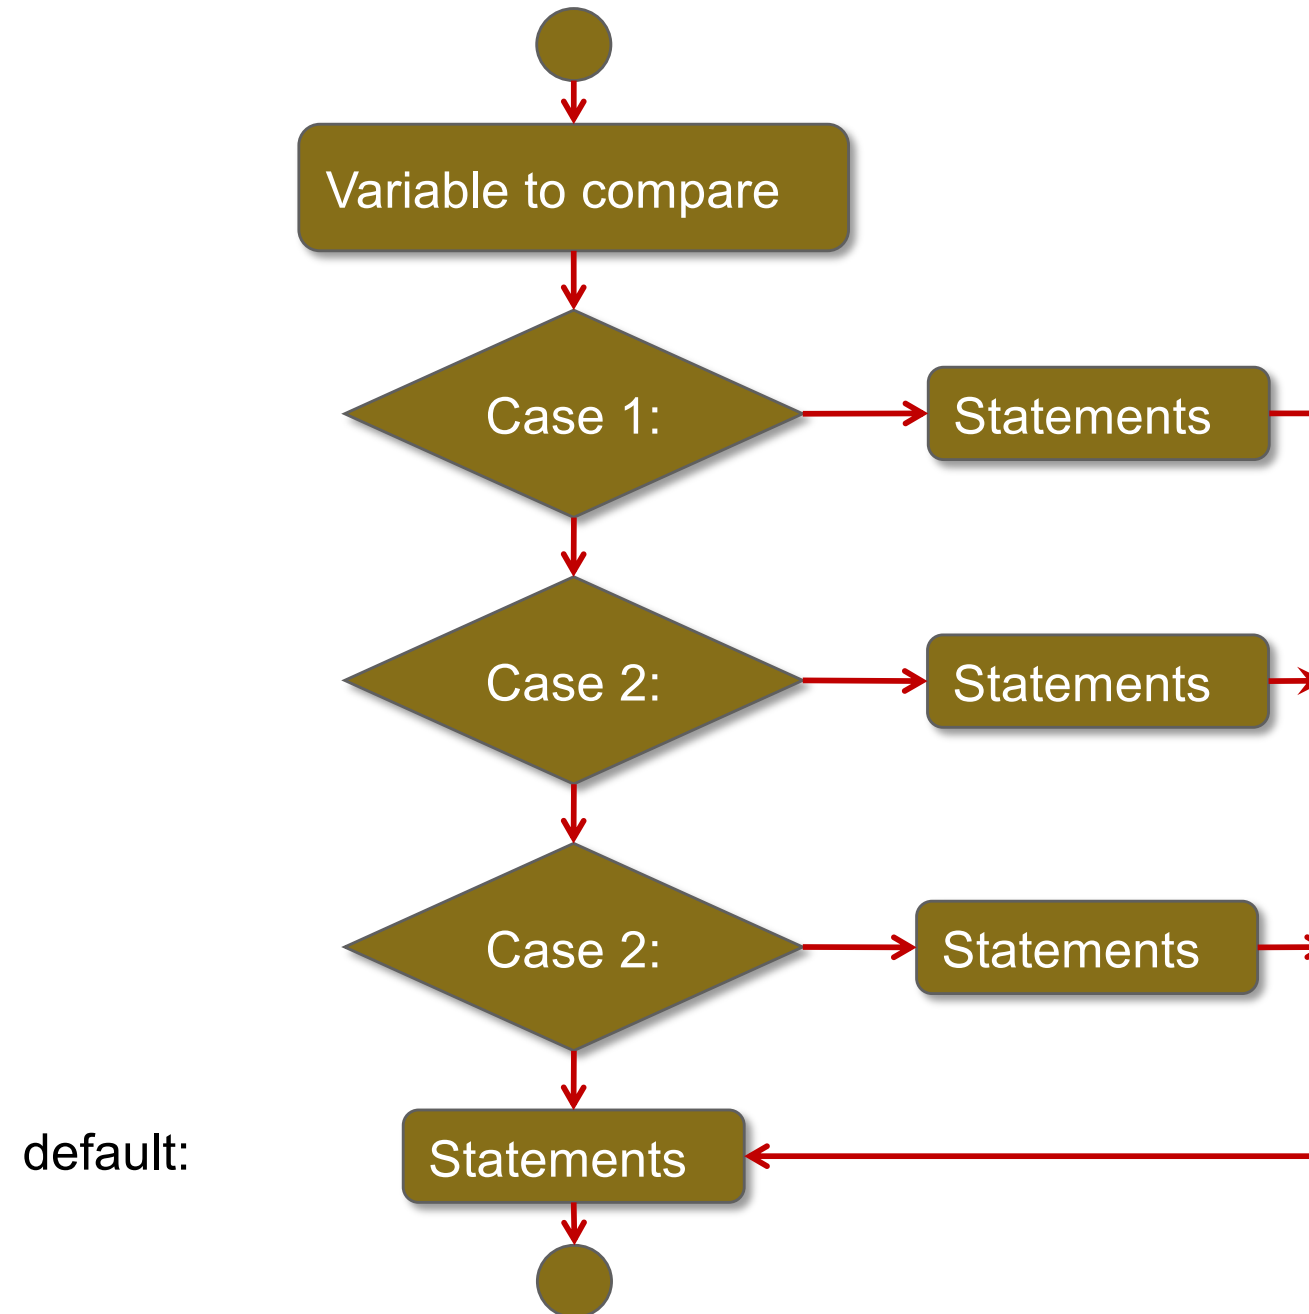 Variable to compare
Case 1:
Statements
Case 2:
Statements
Case 2:
Statements
default:
Statements